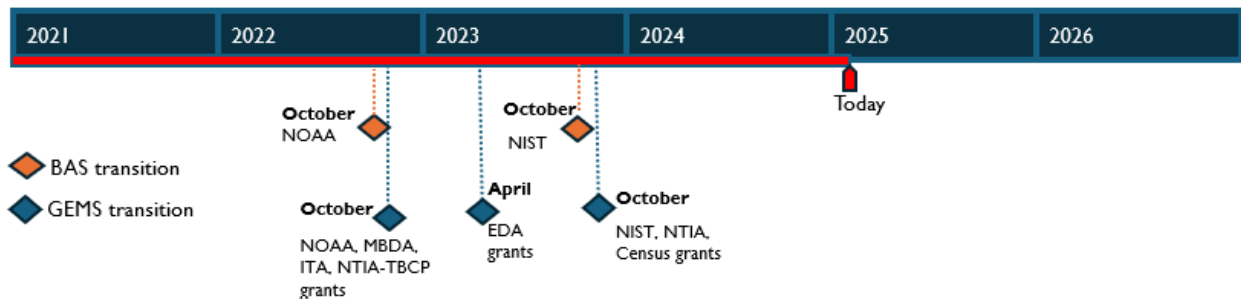 2021 2022 2023 2024 2025 2026
Today
October
NOAA
October
NIST
BAS transition
GEMS transition
October
NOAA, MBDA,
ITA, NTIA-TBCP
grants
April
EDA
grants
October
NIST, NTIA,
Census grants